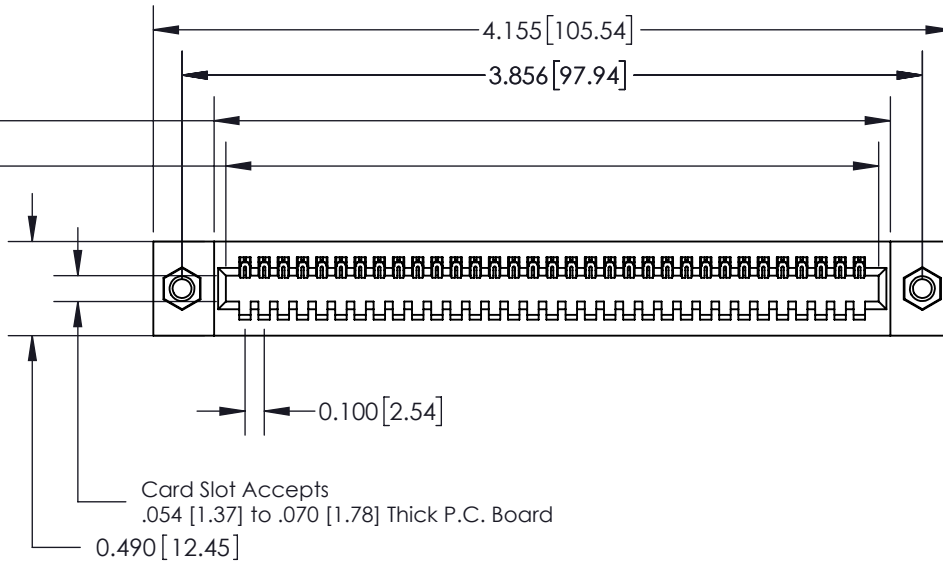 4.155[105.54]
3.856[97.94]
0.100[2.54]
Card Slot Accepts
.054 [1.37] to .070 [1.78] Thick P.C. Board
0.490[12.45]